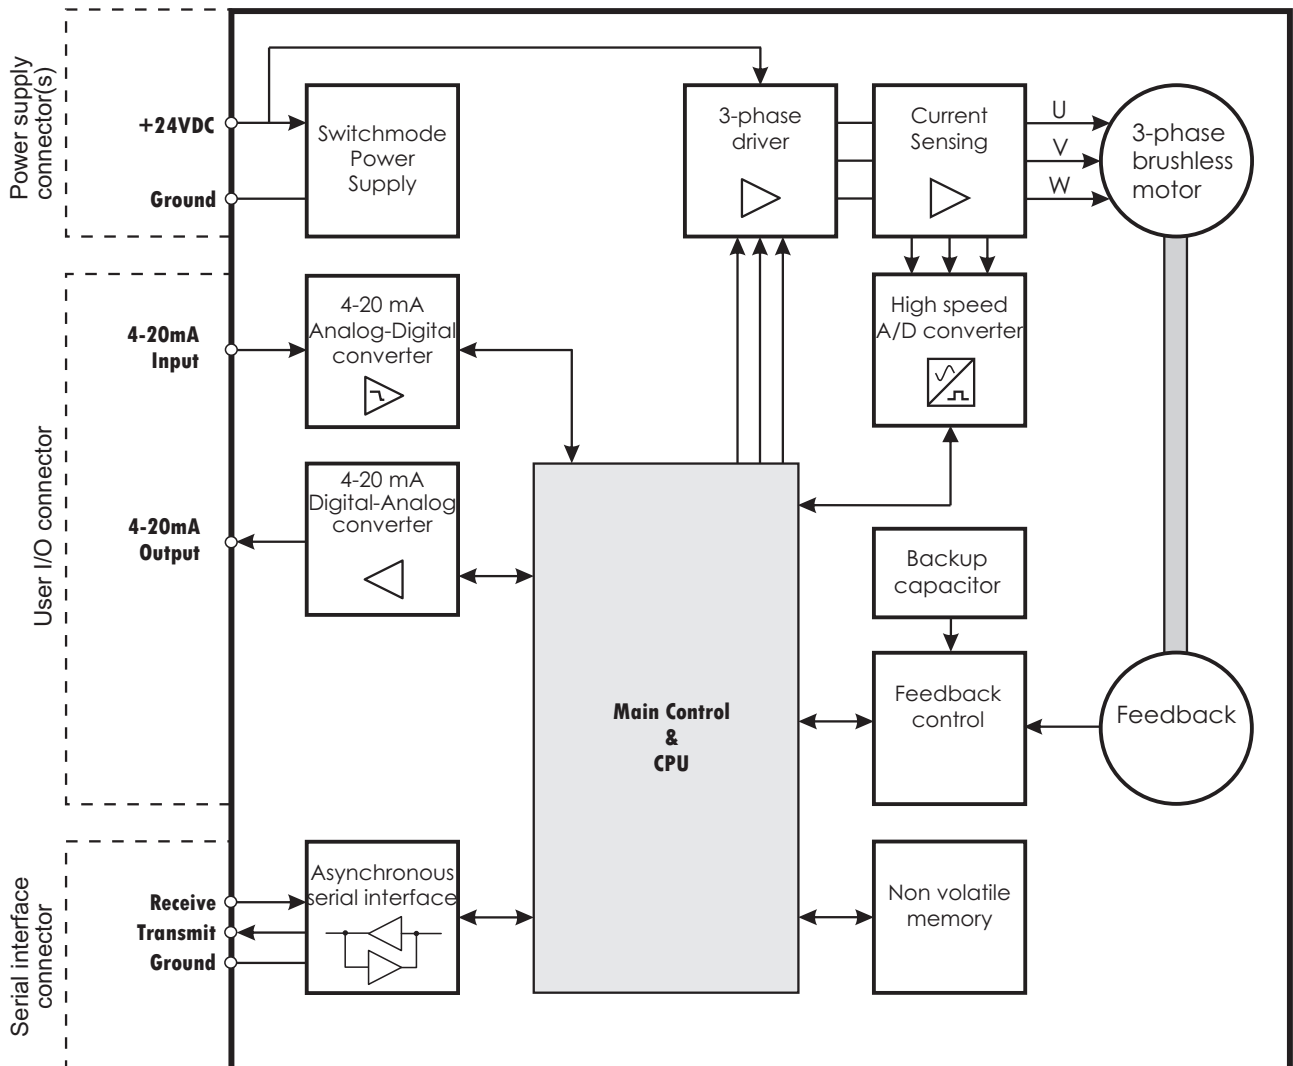 Power supply
connector(s)
+24VDC
Ground
Switchmode
Power
Supply
3-phase
driver
Current
Sensing
U
V
W
3-phase
brushless
motor
User I/O connector
4-20mA
Input
4-20 mA
Analog-Digital
converter
High speed
A/D converter
4-20mA
Output
4-20 mA
Digital-Analog
converter
Backup
capacitor
Main Control
&
CPU
Feedback
control
Feedback
Serial interface
connector
Receive
Transmit
Ground
Asynchronous
serial interface
Non volatile
memory